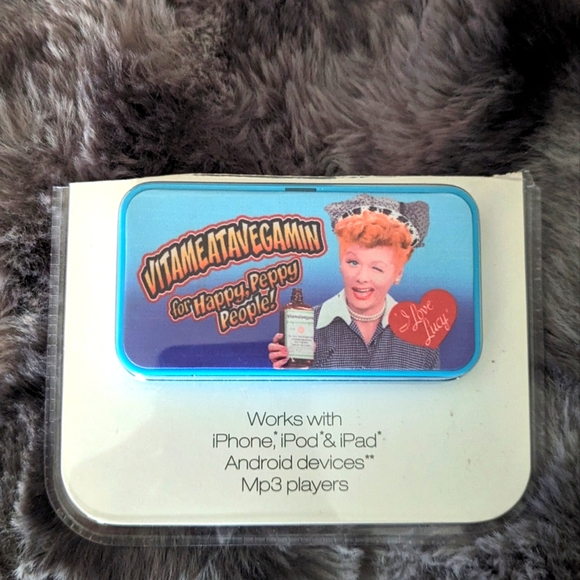 VITAMEATAVEGAMIN
for Happy, Peppy
People!
"I Love
Lucy"
Works with
iPhone,* iPod* & iPad*
Android devices**
Mp3 players